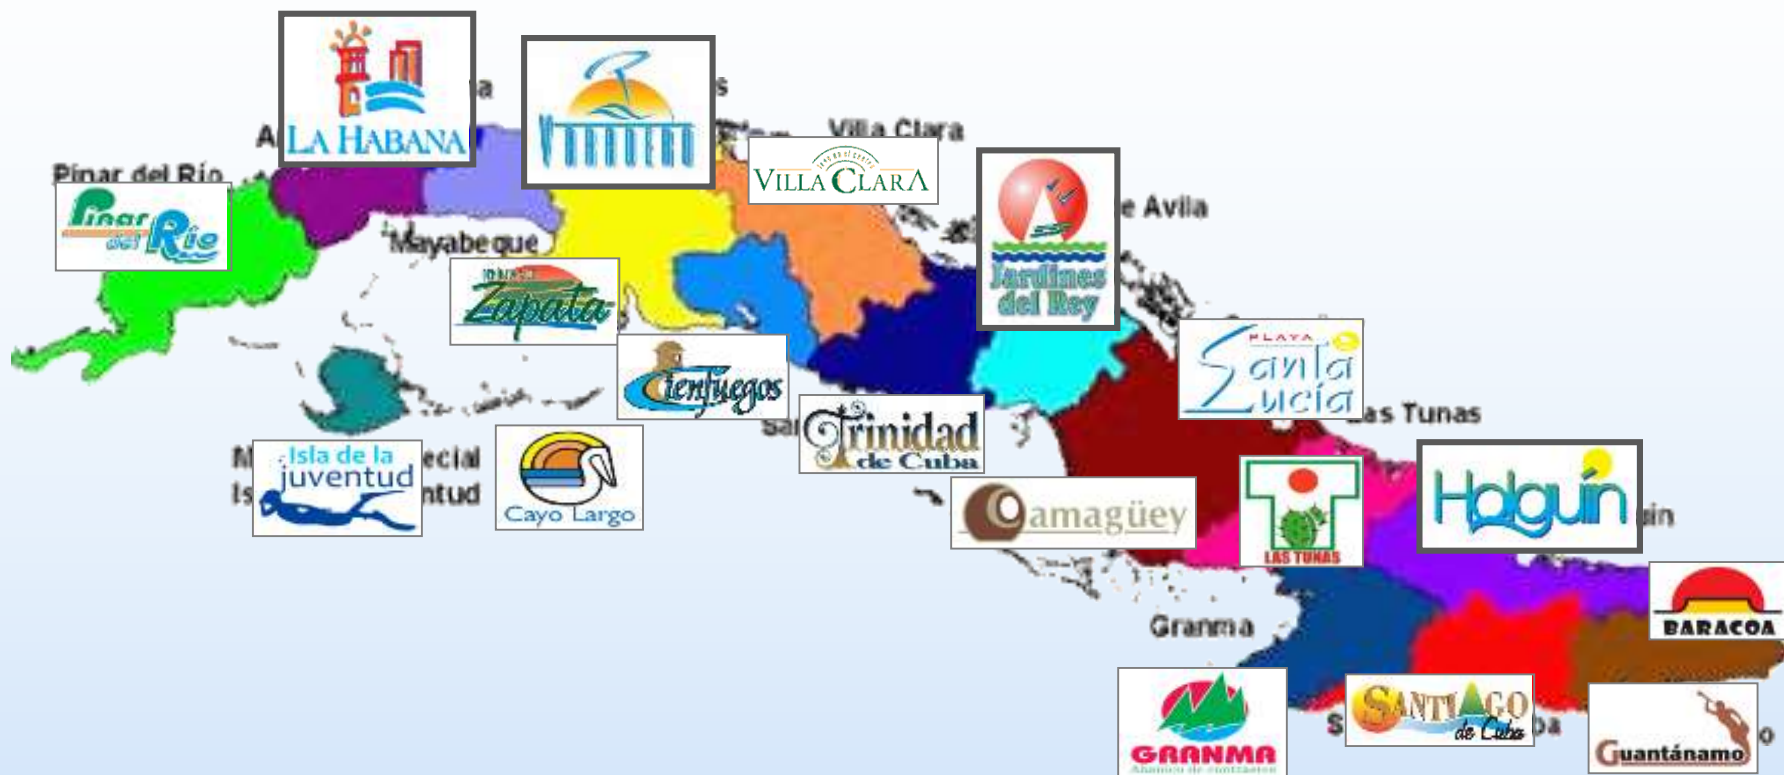 LA HABANA
VARADERO
Villa Clara
VILLA CLARA
Pinar del Río
Pinar
del Río
Mayabeque
Zapata
Jardines
del Rey
e Avila
PLAYA
Santa
Lucía
Cienfuegos
Trinidad
de Cuba
Las Tunas
Isla de la
juventud
ecial
ntud
Cayo Largo
Camagüey
LAS TUNAS
Holguín
Granma
BARACOA
GRANMA
SANTIAGO
de Cuba
Guantánamo